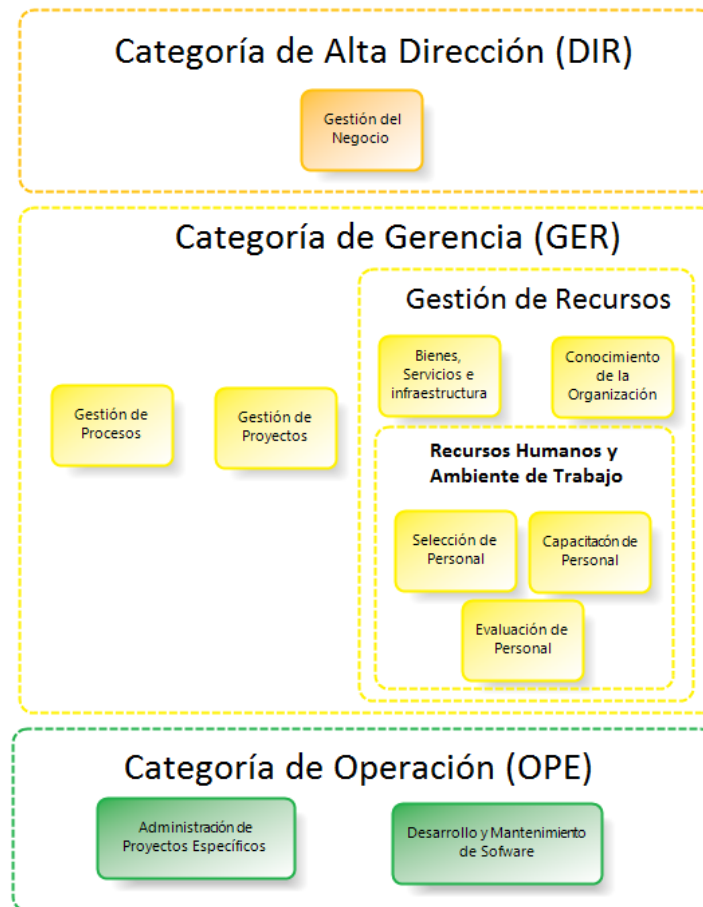 Categoría de Alta Dirección (DIR)
Gestión del
Negocio
Categoría de Gerencia (GER)
Gestión de
Procesos
Gestión de
Proyectos
Gestión de Recursos
Bienes,
Servicios e
infraestructura
Conocimiento
de la
Organización
Recursos Humanos y
Ambiente de Trabajo
Selección de
Personal
Capacitacón de
Personal
Evaluación de
Personal
Categoría de Operación (OPE)
Administración de
Proyectos Específicos
Desarrollo y Mantenimiento
de Sofware